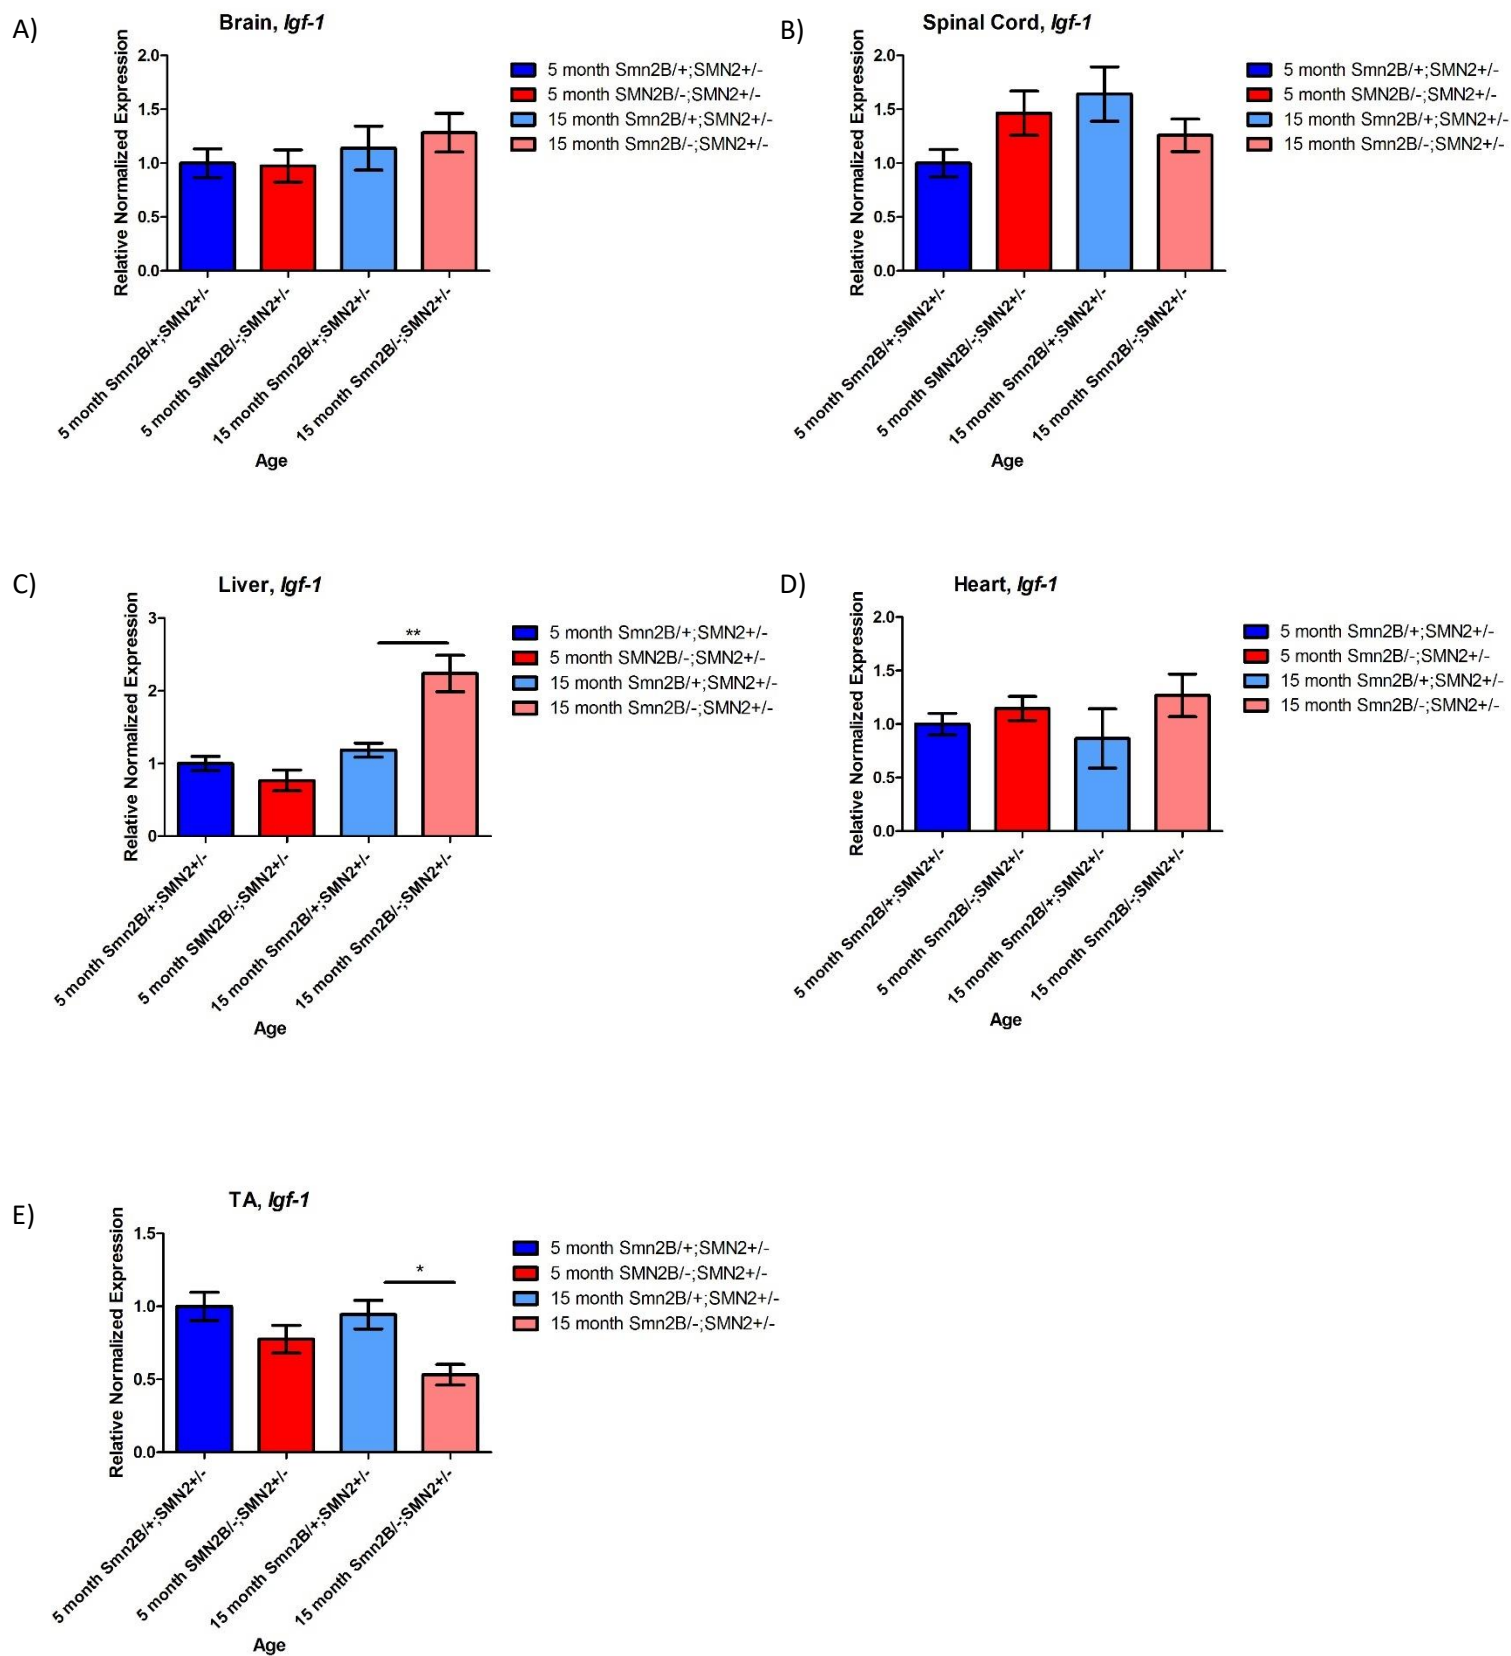 A)
Brain, Igf-1
Relative Normalized Expression
2.0
1.5
1.0
0.5
0.0
5 month Smn2B/+;SMN2+/-
5 month SMN2B/-;SMN2+/-
15 month Smn2B/+;SMN2+/-
15 month Smn2B/-;SMN2+/-
Age
5 month Smn2B/+;SMN2+/-
5 month SMN2B/-;SMN2+/-
15 month Smn2B/+;SMN2+/-
15 month Smn2B/-;SMN2+/-
B)
Spinal Cord, Igf-1
Relative Normalized Expression
2.0
1.5
1.0
0.5
0.0
5 month Smn2B/+;SMN2+/-
5 month SMN2B/-;SMN2+/-
15 month Smn2B/+;SMN2+/-
15 month Smn2B/-;SMN2+/-
Age
5 month Smn2B/+;SMN2+/-
5 month SMN2B/-;SMN2+/-
15 month Smn2B/+;SMN2+/-
15 month Smn2B/-;SMN2+/-
C)
Liver, Igf-1
Relative Normalized Expression
3
2
1
0
**
5 month Smn2B/+;SMN2+/-
5 month SMN2B/-;SMN2+/-
15 month Smn2B/+;SMN2+/-
15 month Smn2B/-;SMN2+/-
Age
5 month Smn2B/+;SMN2+/-
5 month SMN2B/-;SMN2+/-
15 month Smn2B/+;SMN2+/-
15 month Smn2B/-;SMN2+/-
D)
Heart, Igf-1
Relative Normalized Expression
2.0
1.5
1.0
0.5
0.0
5 month Smn2B/+;SMN2+/-
5 month SMN2B/-;SMN2+/-
15 month Smn2B/+;SMN2+/-
15 month Smn2B/-;SMN2+/-
Age
5 month Smn2B/+;SMN2+/-
5 month Smn2B/-;SMN2+/-
15 month Smn2B/+;SMN2+/-
15 month Smn2B/-;SMN2+/-
E)
TA, Igf-1
Relative Normalized Expression
1.5
1.0
0.5
0.0
*
5 month Smn2B/+;SMN2+/-
5 month SMN2B/-;SMN2+/-
15 month Smn2B/+;SMN2+/-
15 month Smn2B/-;SMN2+/-
Age
5 month Smn2B/+;SMN2+/-
5 month SMN2B/-;SMN2+/-
15 month Smn2B/+;SMN2+/-
15 month Smn2B/-;SMN2+/-